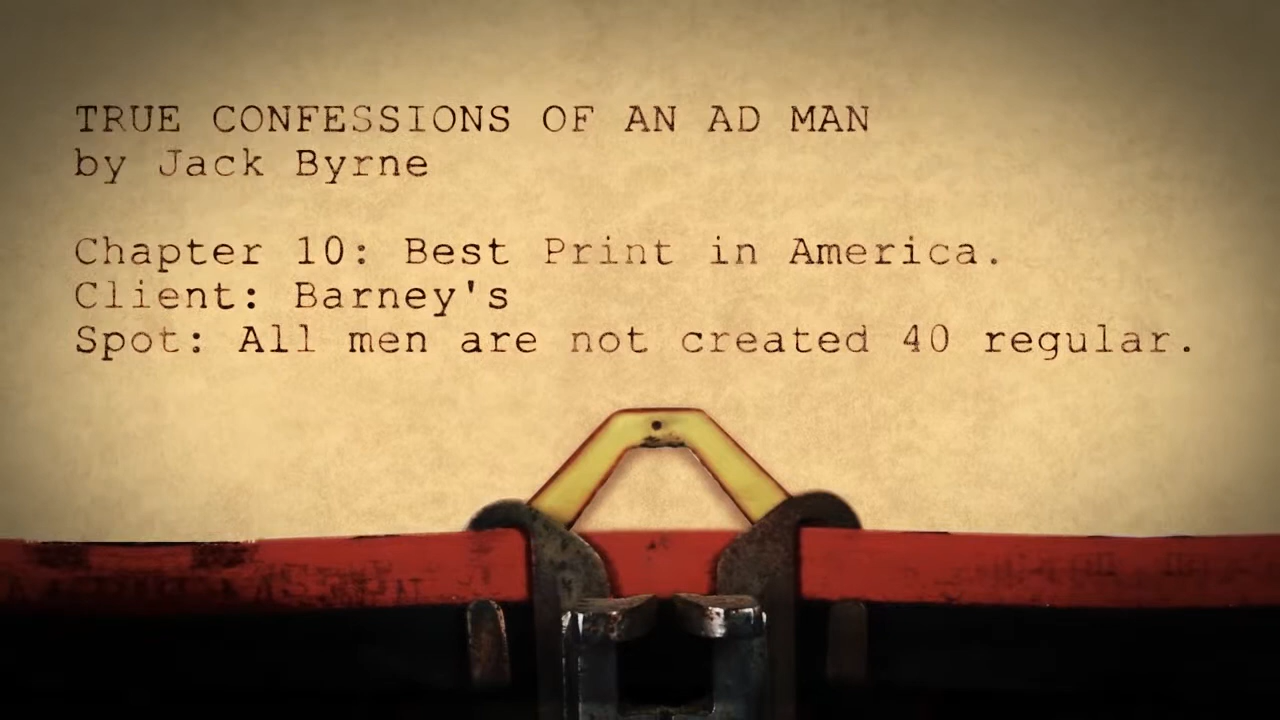 TRUE CONFESSIONS OF AN AD MAN
by Jack Byrne
Chapter 10: Best Print in America.
Client: Barney's
Spot: All men are not created 40 regular.